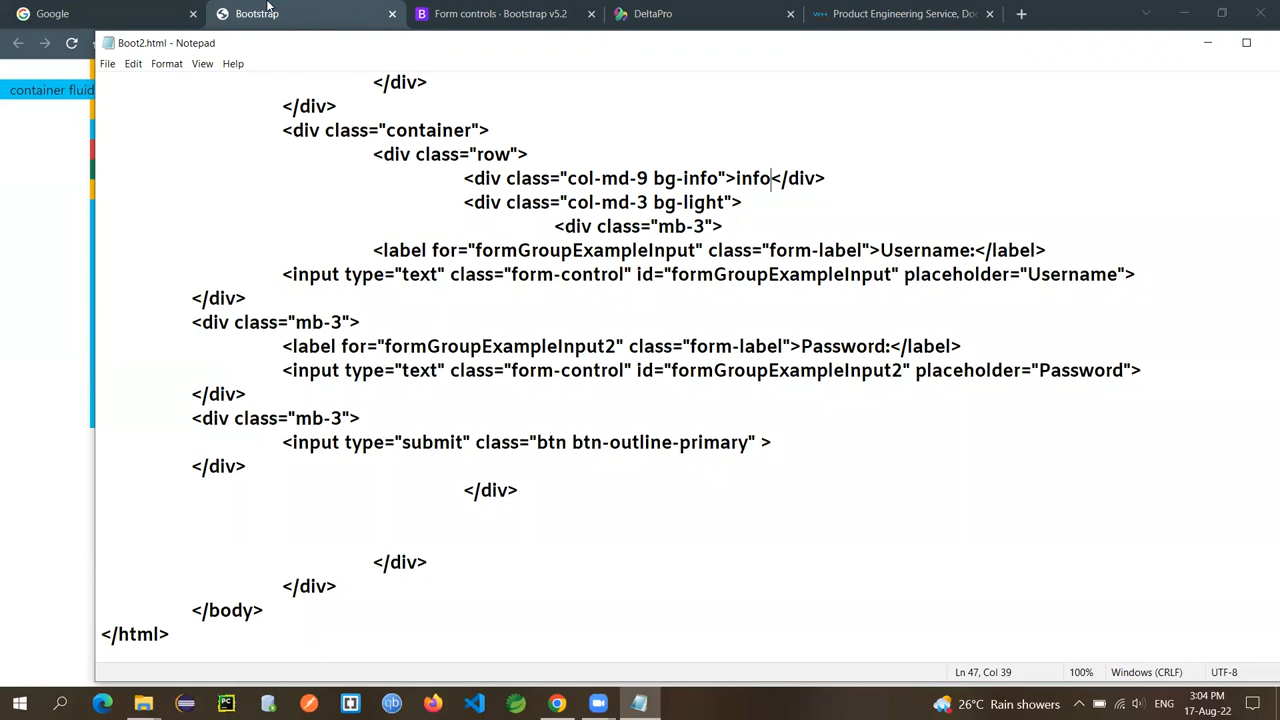 Google
Bootstrap
Form controls · Bootstrap v5.2
DeltaPro
Product Engineering Service, Doc
Boot2.html - Notepad
File Edit Format View Help
container fluid
</div>
</div>
<div class="container">
<div class="row">
<div class="col-md-9 bg-info">info</div>
<div class="col-md-3 bg-light">
<div class="mb-3">
<label for="formGroupExampleInput" class="form-label">Username:</label>
<input type="text" class="form-control" id="formGroupExampleInput" placeholder="Username">
</div>
<div class="mb-3">
<label for="formGroupExampleInput2" class="form-label">Password:</label>
<input type="text" class="form-control" id="formGroupExampleInput2" placeholder="Password">
</div>
<div class="mb-3">
<input type="submit" class="btn btn-outline-primary" >
</div>
</div>
</div>
</div>
</body>
</html>
Ln 47, Col 39
100%
Windows (CRLF)
UTF-8
PC
qb
26°C Rain showers
ENG
3:04 PM
17-Aug-22